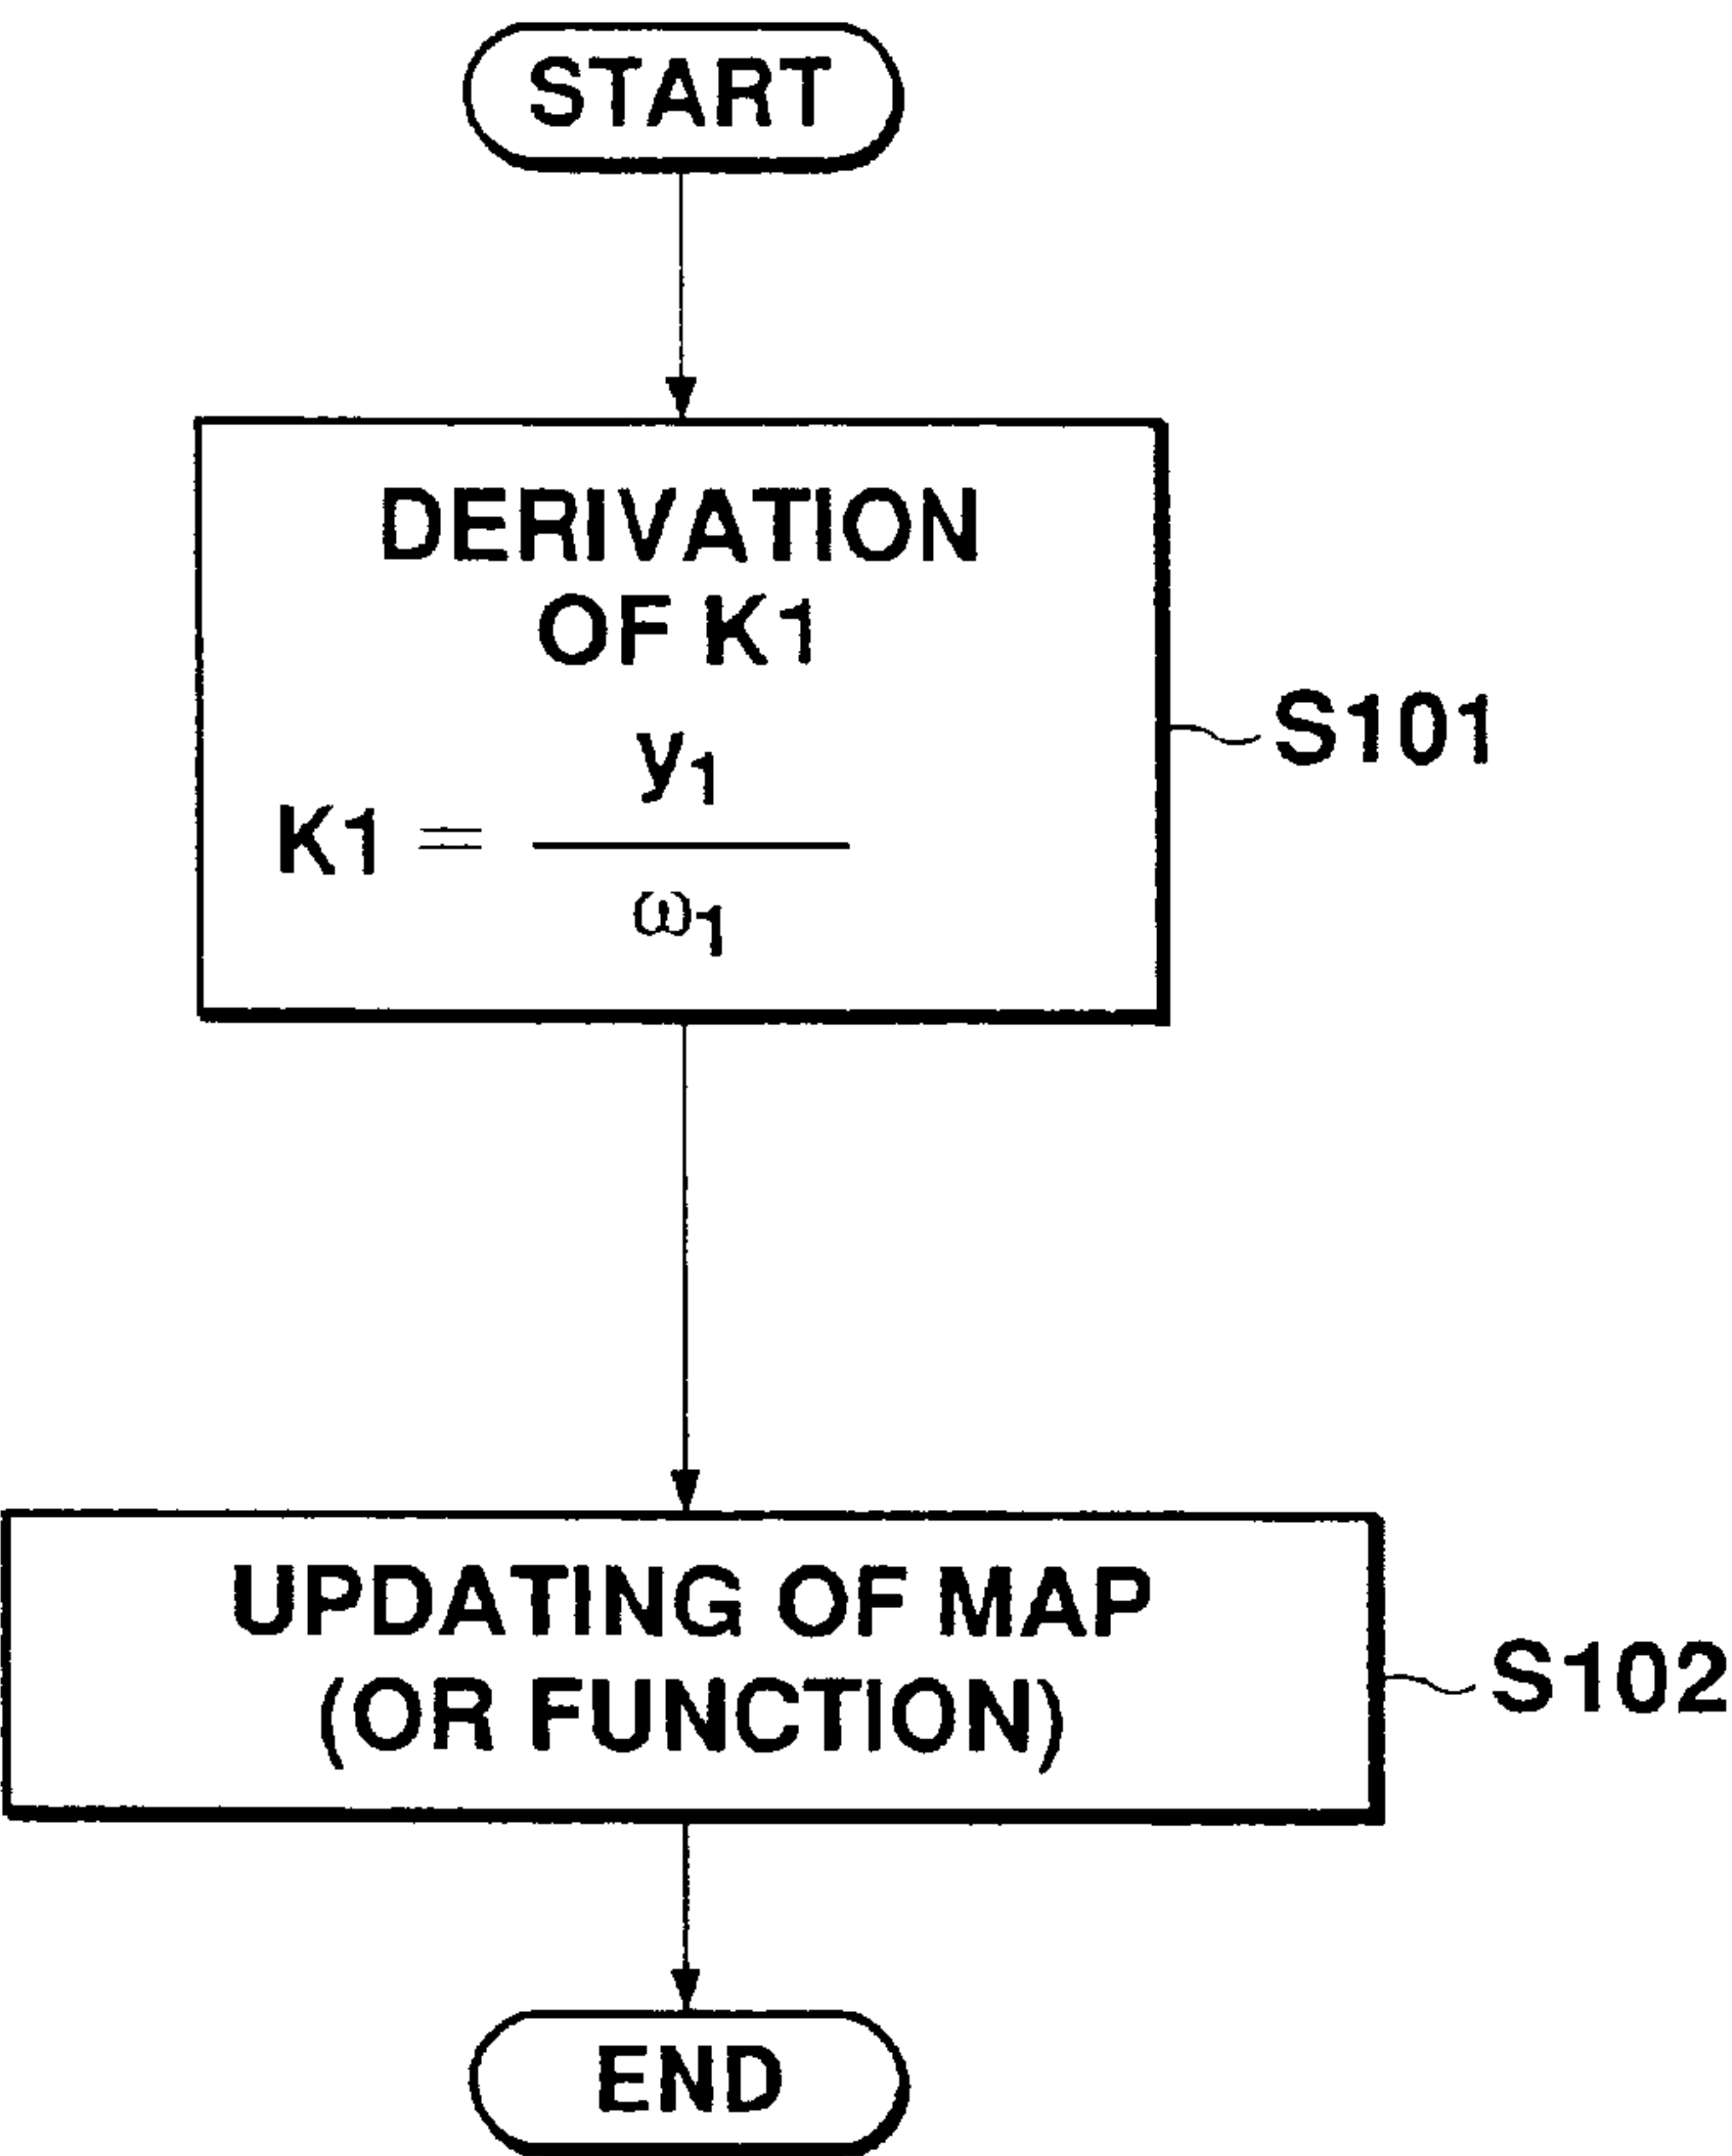 START
DERIVATION
OF K1
K1 = y₁ / ω₁
S101
UPDATING OF MAP
(OR FUNCTION)
S102
END